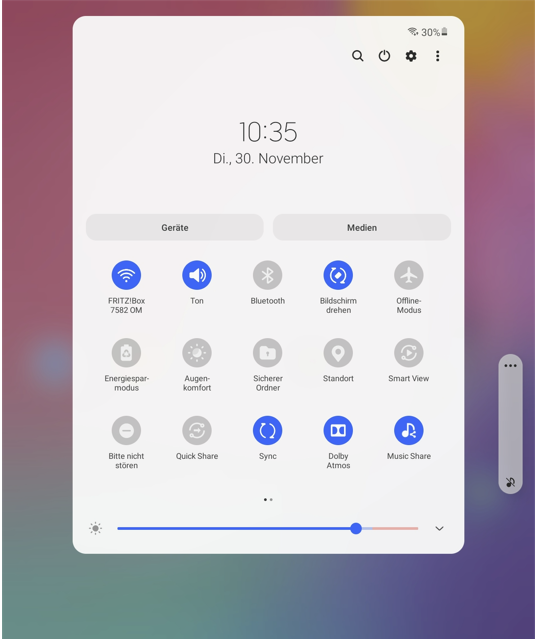 30%
10:35
Di., 30. November
Geräte
Medien
FRITZ!Box
7582 OM
Ton
Bluetooth
Bildschirm
drehen
Offline-
Modus
Energiespar-
modus
Augen-
komfort
Sicherer
Ordner
Standort
Smart View
Bitte nicht
stören
Quick Share
Sync
Dolby
Atmos
Music Share